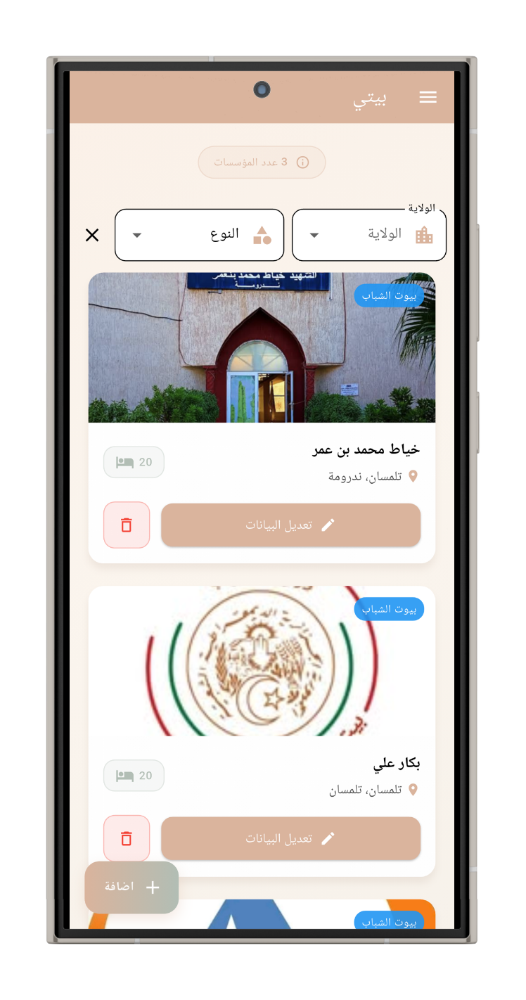 بيتي
3 عدد المؤسسات
الولاية
الولاية
النوع
الشهيد خياط محمد بنعمر
نــدرومــة
بيوت الشباب
خياط محمد بن عمر
20
تلمسان، ندرومة
تعديل البيانات
بيوت الشباب
بكار علي
20
تلمسان، تلمسان
تعديل البيانات
اضافة
بيوت الشباب